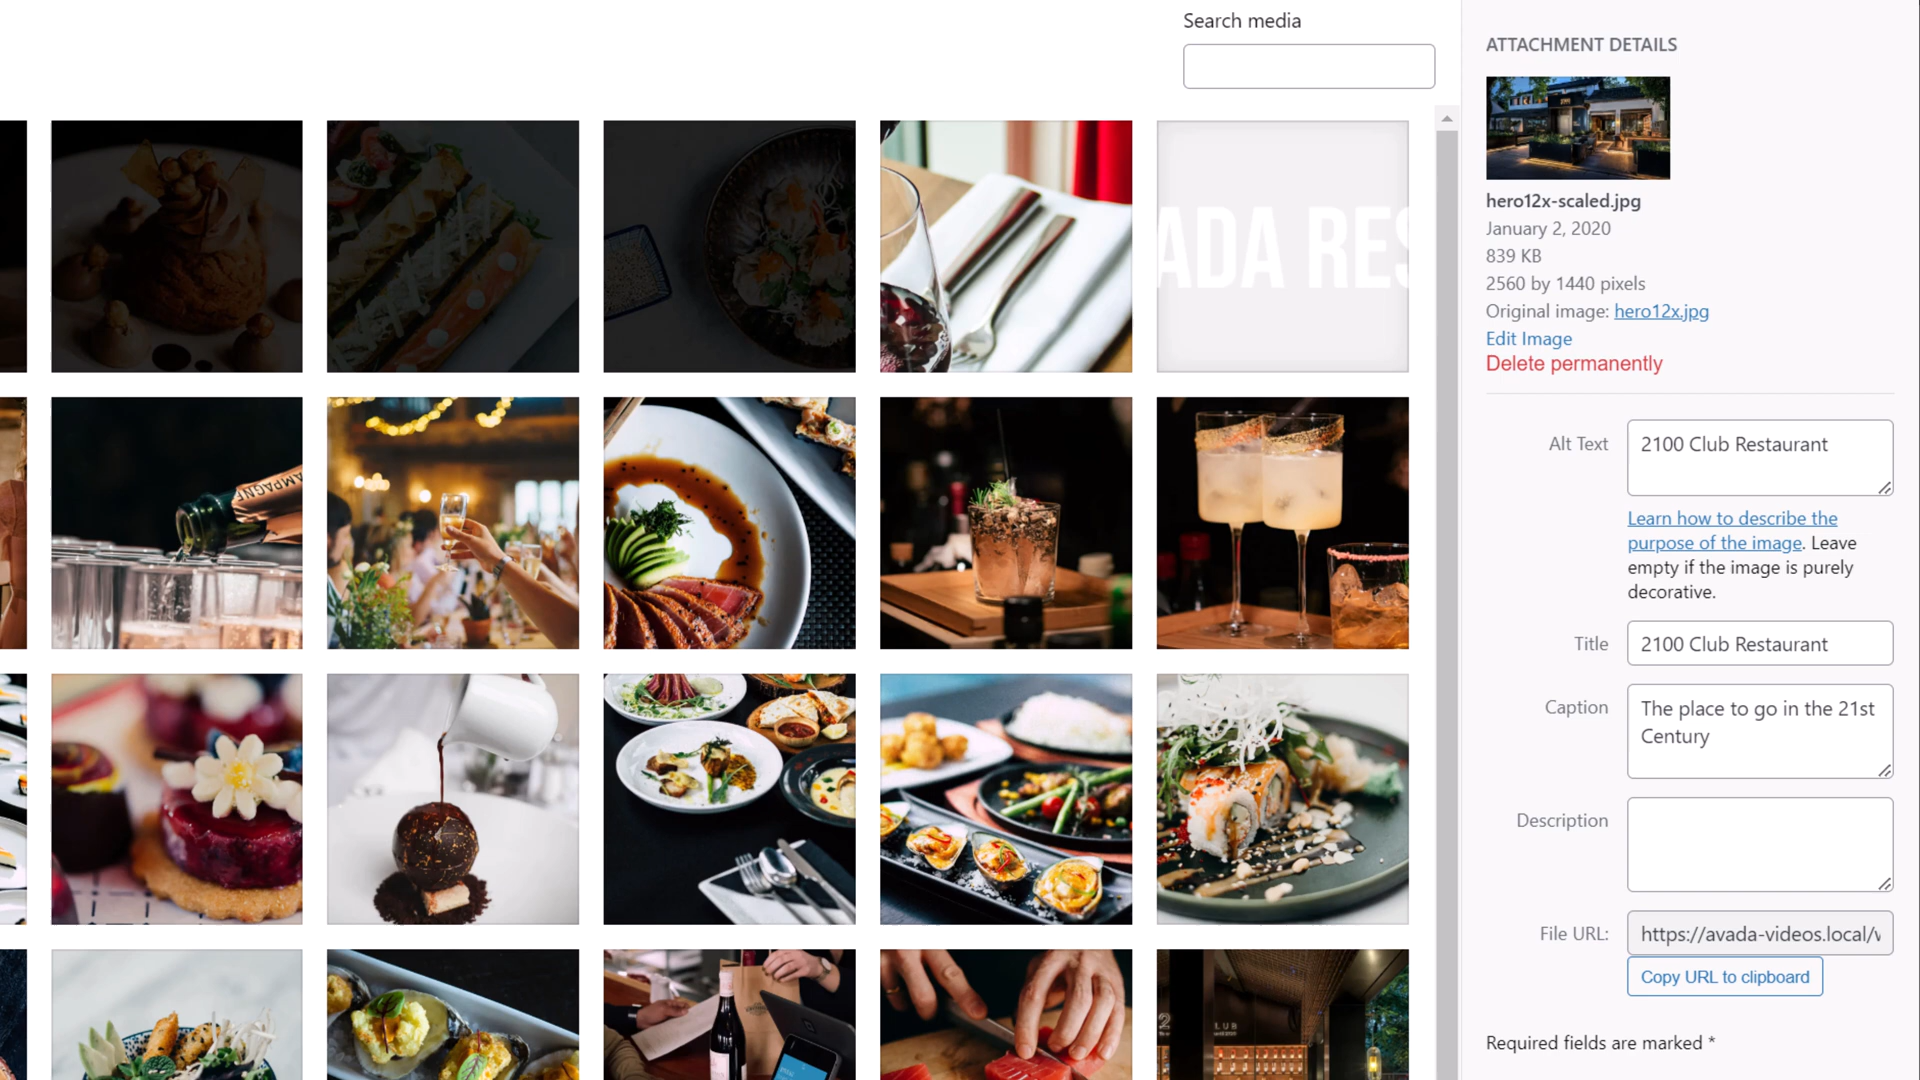 Search media
ADA RES
AMPAGNE
ATTACHMENT DETAILS
hero12x-scaled.jpg
January 2, 2020
839 KB
2560 by 1440 pixels
Original image: hero12x.jpg
Edit Image
Delete permanently
Alt Text
2100 Club Restaurant
Learn how to describe the
purpose of the image. Leave
empty if the image is purely
decorative.
Title
2100 Club Restaurant
Caption
The place to go in the 21st
Century
Description
File URL:
https://avada-videos.local/
Copy URL to clipboard
Required fields are marked *